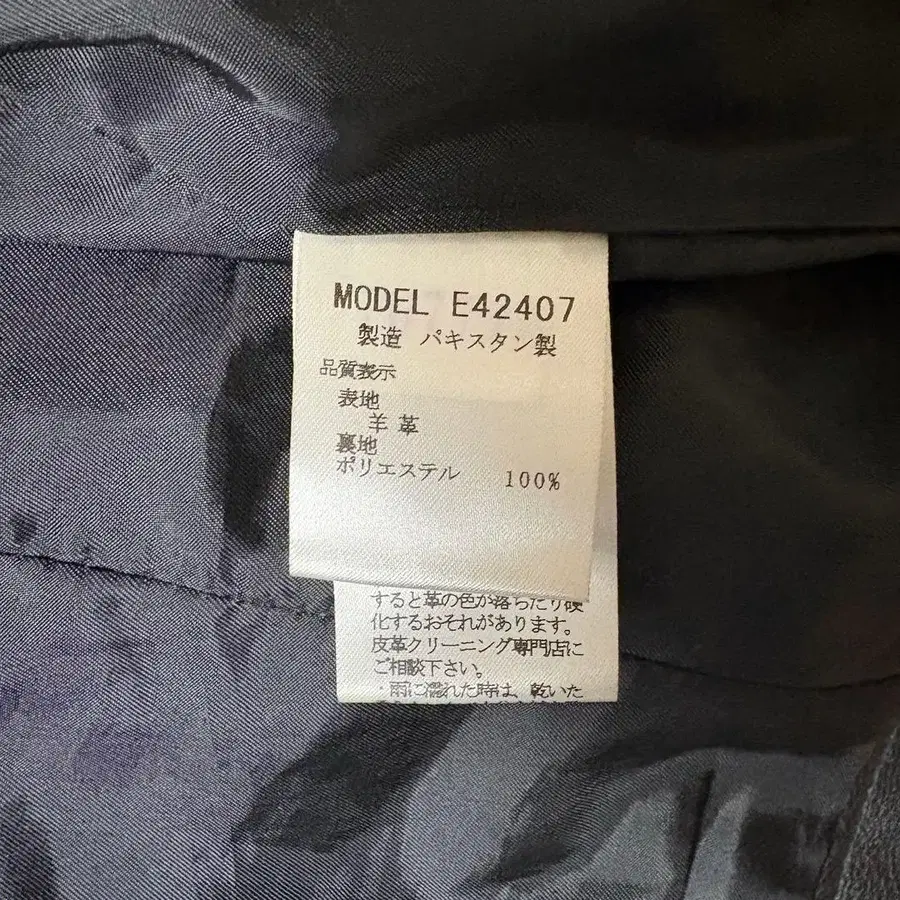 MODEL E42407
製造 パキスタン製
品質表示
表地
羊革
裏地
ポリエステル 100%
すると革の色が落ちたり硬
化するおそれがあります。
皮革クリーニング専門店に
ご相談下さい。
・雨に濡れた時は、乾いた